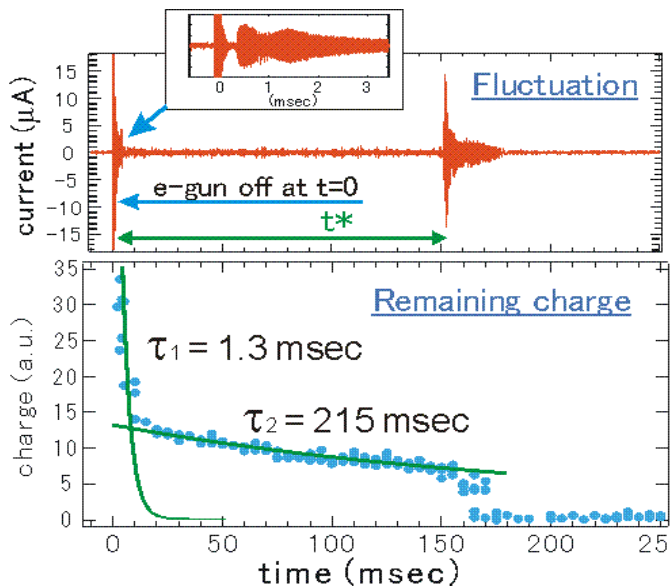 0 1 2 3
(msec)
15
10
5
0
-5
-10
-15
current (μA)
Fluctuation
e-gun off at t=0
t*
35
30
25
20
15
10
5
0
charge (a.u.)
Remaining charge
τ1 = 1.3 msec
τ2 = 215 msec
0 50 100 150 200 25
time (msec)